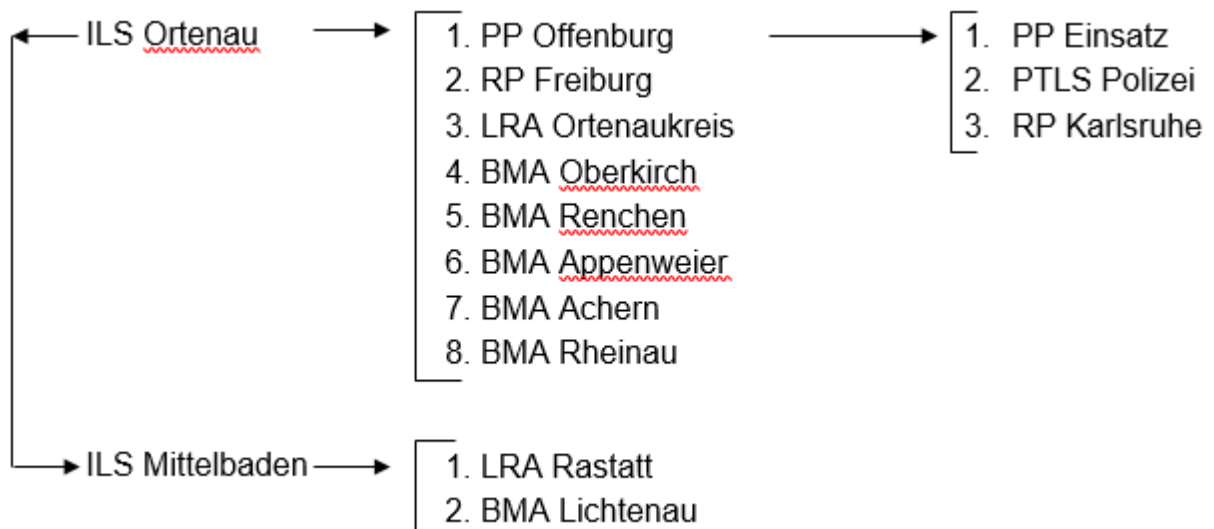 ILS Ortenau
1. PP Offenburg
2. RP Freiburg
3. LRA Ortenaukreis
4. BMA Oberkirch
5. BMA Renchen
6. BMA Appenweier
7. BMA Achern
8. BMA Rheinau
1. PP Einsatz
2. PTLS Polizei
3. RP Karlsruhe
ILS Mittelbaden
1. LRA Rastatt
2. BMA Lichtenau